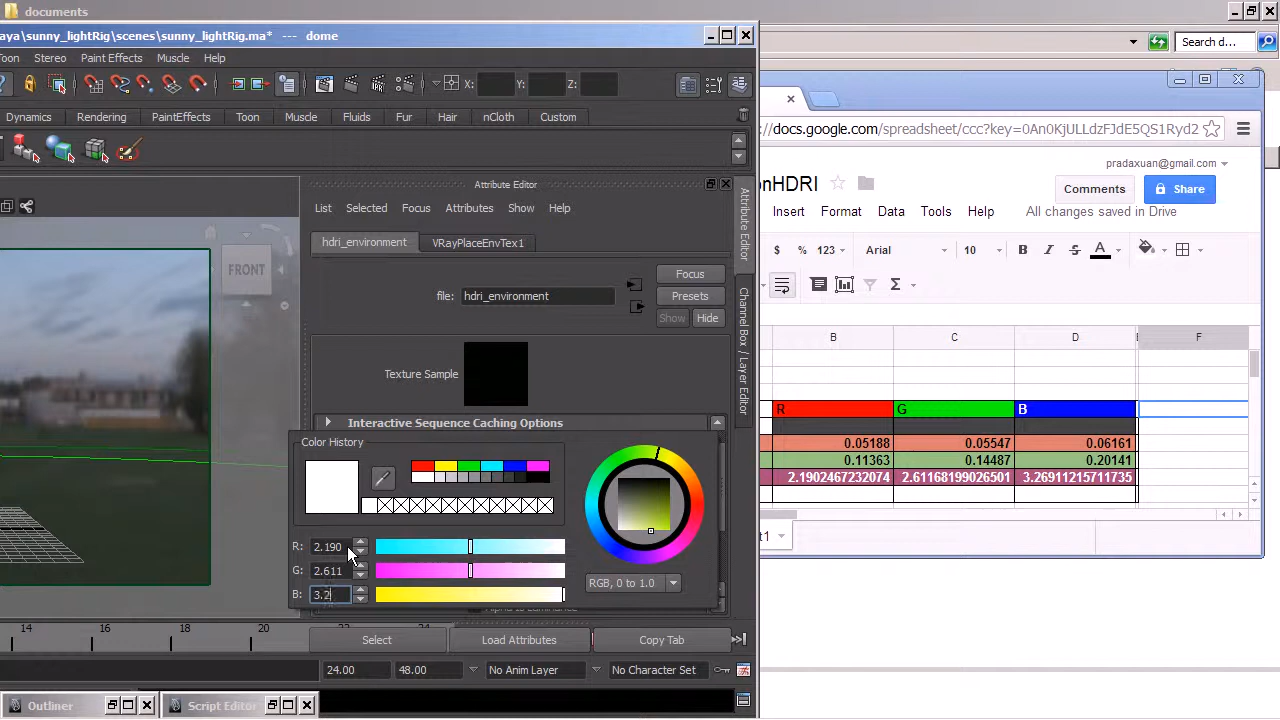 documents
aya\sunny_lightRig\scenes\sunny_lightRig.ma* --- dome
Toon Stereo Paint Effects Muscle Help
X: Y: Z:
Dynamics Rendering PaintEffects Toon Muscle Fluids Fur Hair nCloth Custom
Attribute Editor
List Selected Focus Attributes Show Help
hdri_environment VRayPlaceEnvTex1
FRONT
Focus
file: hdri_environment
Presets
Show Hide
Texture Sample
Interactive Sequence Caching Options
Color History
R: 2.190
G: 2.611
B: 3.2
RGB, 0 to 1.0
Select Load Attributes Copy Tab
14 16 18 20
24.00 48.00 No Anim Layer No Character Set
Outliner Script Editor
Attribute Editor
Channel Box / Layer Editor
Search d...
://docs.google.com/spreadsheet/ccc?key=0An0KjULLdzFJdE5QS1Ryd2
pradaxuan@gmail.com
onHDRI
Comments Share
Insert Format Data Tools Help All changes saved in Drive
$ % 123 Arial 10 B I S A Σ
B C D E F
R G B
0.05188 0.05547 0.06161
0.11363 0.14487 0.20141
2.1902467232074 2.61168199026501 3.26911215711735
t1